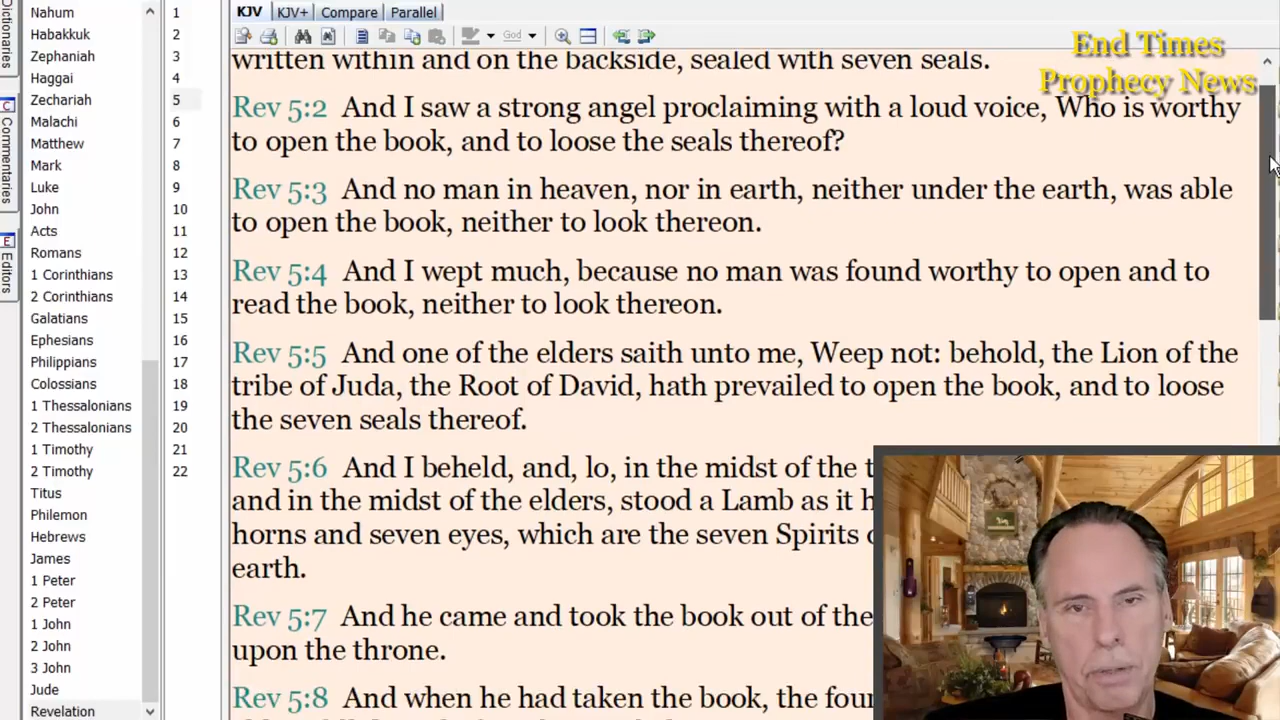 Dictionaries
Commentaries
Editors
Nahum
Habakkuk
Zephaniah
Haggai
Zechariah
Malachi
Matthew
Mark
Luke
John
Acts
Romans
1 Corinthians
2 Corinthians
Galatians
Ephesians
Philippians
Colossians
1 Thessalonians
2 Thessalonians
1 Timothy
2 Timothy
Titus
Philemon
Hebrews
James
1 Peter
2 Peter
1 John
2 John
3 John
Jude
Revelation
1
2
3
4
5
6
7
8
9
10
11
12
13
14
15
16
17
18
19
20
21
22
KJV KJV+ Compare Parallel
God
End Times
Prophecy News
written within and on the backside, sealed with seven seals.
Rev 5:2 And I saw a strong angel proclaiming with a loud voice, Who is worthy
to open the book, and to loose the seals thereof?
Rev 5:3 And no man in heaven, nor in earth, neither under the earth, was able
to open the book, neither to look thereon.
Rev 5:4 And I wept much, because no man was found worthy to open and to
read the book, neither to look thereon.
Rev 5:5 And one of the elders saith unto me, Weep not: behold, the Lion of the
tribe of Juda, the Root of David, hath prevailed to open the book, and to loose
the seven seals thereof.
Rev 5:6 And I beheld, and, lo, in the midst of the
and in the midst of the elders, stood a Lamb as it
horns and seven eyes, which are the seven Spirits
earth.
Rev 5:7 And he came and took the book out of the
upon the throne.
Rev 5:8 And when he had taken the book, the